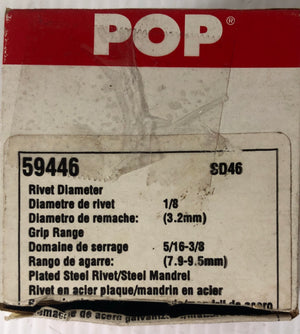 POP®
59446 SD46
Rivet Diameter
Diametre de rivet 1/8
Diametro de remache: (3.2mm)
Grip Range
Domaine de serrage 5/16-3/8
Rango de agarre: (7.9-9.5mm)
Plated Steel Rivet/Steel Mandrel
Rivet en acier plaque/mandrin en acier